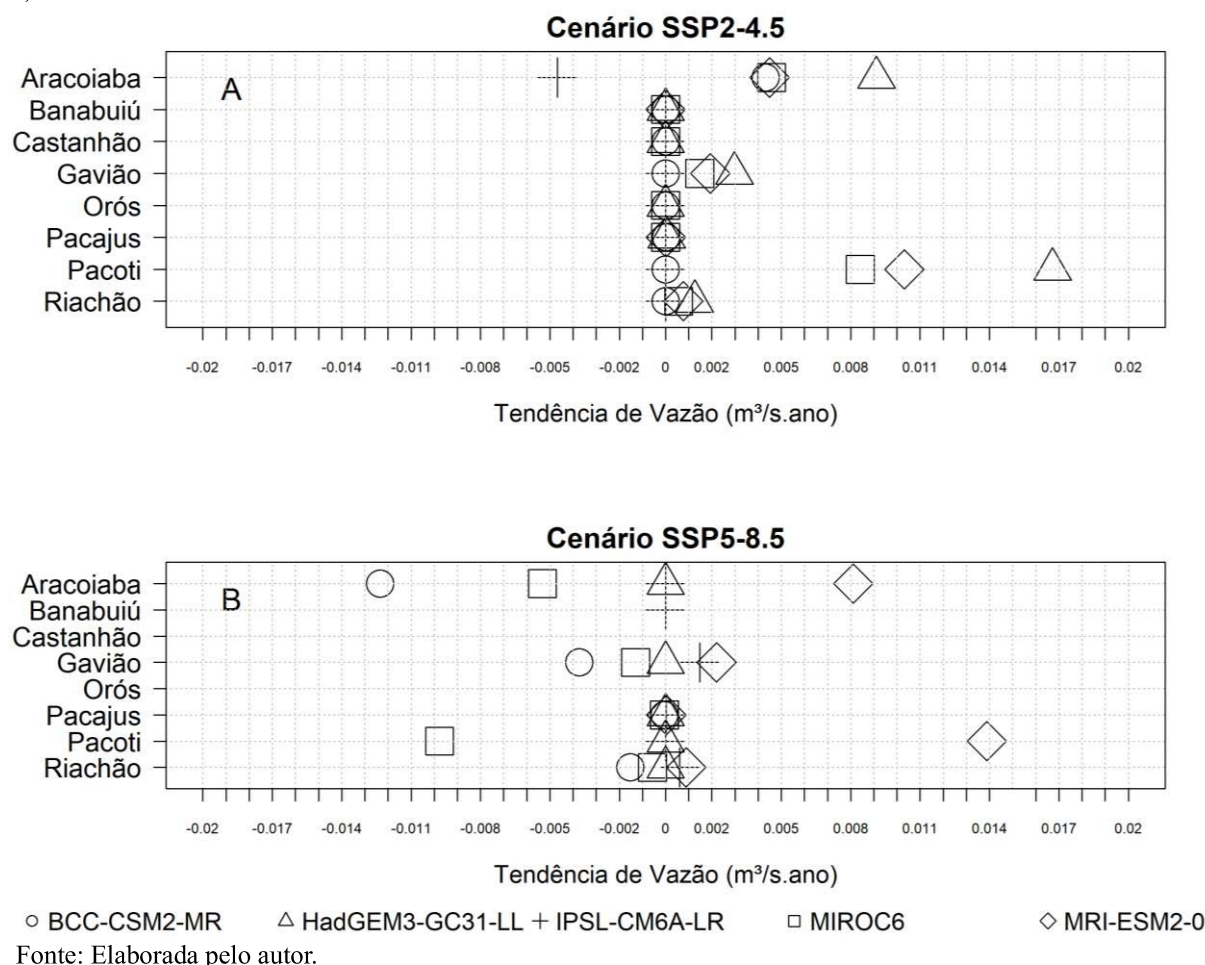 Cenário SSP2-4.5
A
Aracoiaba
Banabuiú
Castanhão
Gavião
Orós
Pacajus
Pacoti
Riachão
-0.02 -0.017 -0.014 -0.011 -0.008 -0.005 -0.002 0 0.002 0.005 0.008 0.011 0.014 0.017 0.02
Tendência de Vazão (m³/s.ano)
Cenário SSP5-8.5
B
Aracoiaba
Banabuiú
Castanhão
Gavião
Orós
Pacajus
Pacoti
Riachão
-0.02 -0.017 -0.014 -0.011 -0.008 -0.005 -0.002 0 0.002 0.005 0.008 0.011 0.014 0.017 0.02
Tendência de Vazão (m³/s.ano)
BCC-CSM2-MR HadGEM3-GC31-LL IPSL-CM6A-LR MIROC6 MRI-ESM2-0
Fonte: Elaborada pelo autor.